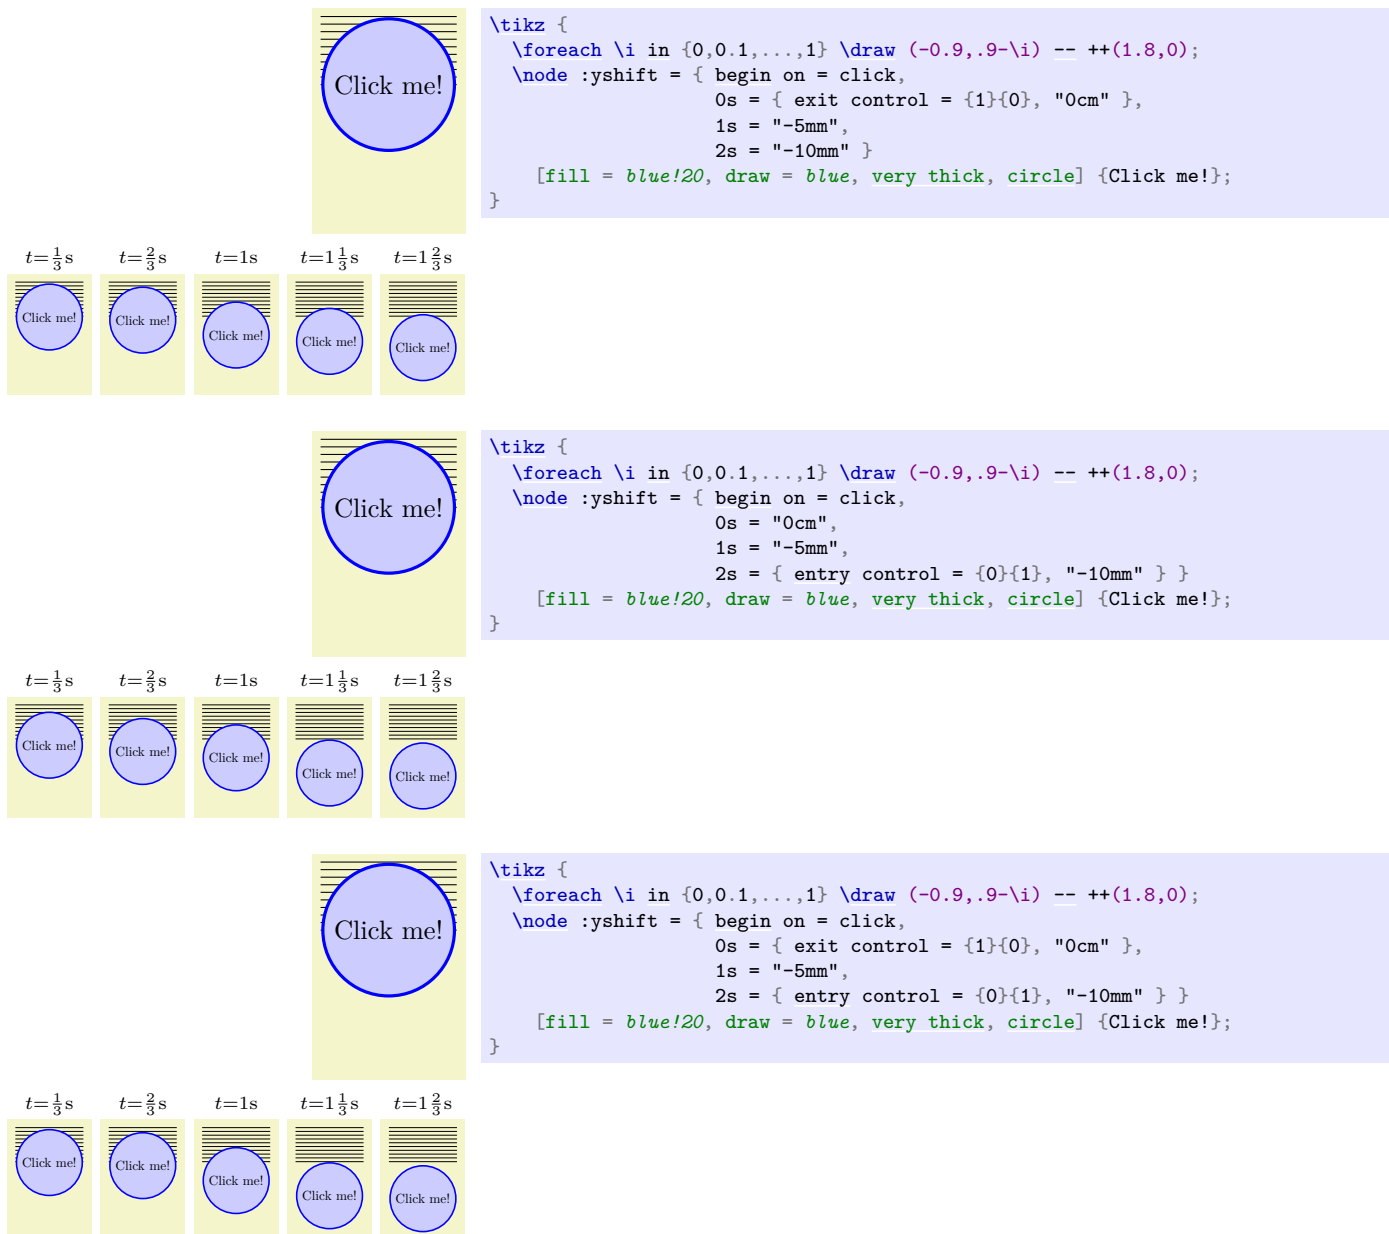 Click me!
\tikz {
  \foreach \i in {0,0.1,...,1} \draw (-0.9,.9-\i) -- ++(1.8,0);
  \node :yshift = { begin on = click,
                    0s = { exit control = {1}{0}, "0cm" },
                    1s = "-5mm",
                    2s = "-10mm" }
    [fill = blue!20, draw = blue, very thick, circle] {Click me!};
}
t=1/3s t=2/3s t=1s t=1 1/3s t=1 2/3s
Click me! Click me! Click me! Click me! Click me!
Click me!
\tikz {
  \foreach \i in {0,0.1,...,1} \draw (-0.9,.9-\i) -- ++(1.8,0);
  \node :yshift = { begin on = click,
                    0s = "0cm",
                    1s = "-5mm",
                    2s = { entry control = {0}{1}, "-10mm" } }
    [fill = blue!20, draw = blue, very thick, circle] {Click me!};
}
t=1/3s t=2/3s t=1s t=1 1/3s t=1 2/3s
Click me! Click me! Click me! Click me! Click me!
Click me!
\tikz {
  \foreach \i in {0,0.1,...,1} \draw (-0.9,.9-\i) -- ++(1.8,0);
  \node :yshift = { begin on = click,
                    0s = { exit control = {1}{0}, "0cm" },
                    1s = "-5mm",
                    2s = { entry control = {0}{1}, "-10mm" } }
    [fill = blue!20, draw = blue, very thick, circle] {Click me!};
}
t=1/3s t=2/3s t=1s t=1 1/3s t=1 2/3s
Click me! Click me! Click me! Click me! Click me!